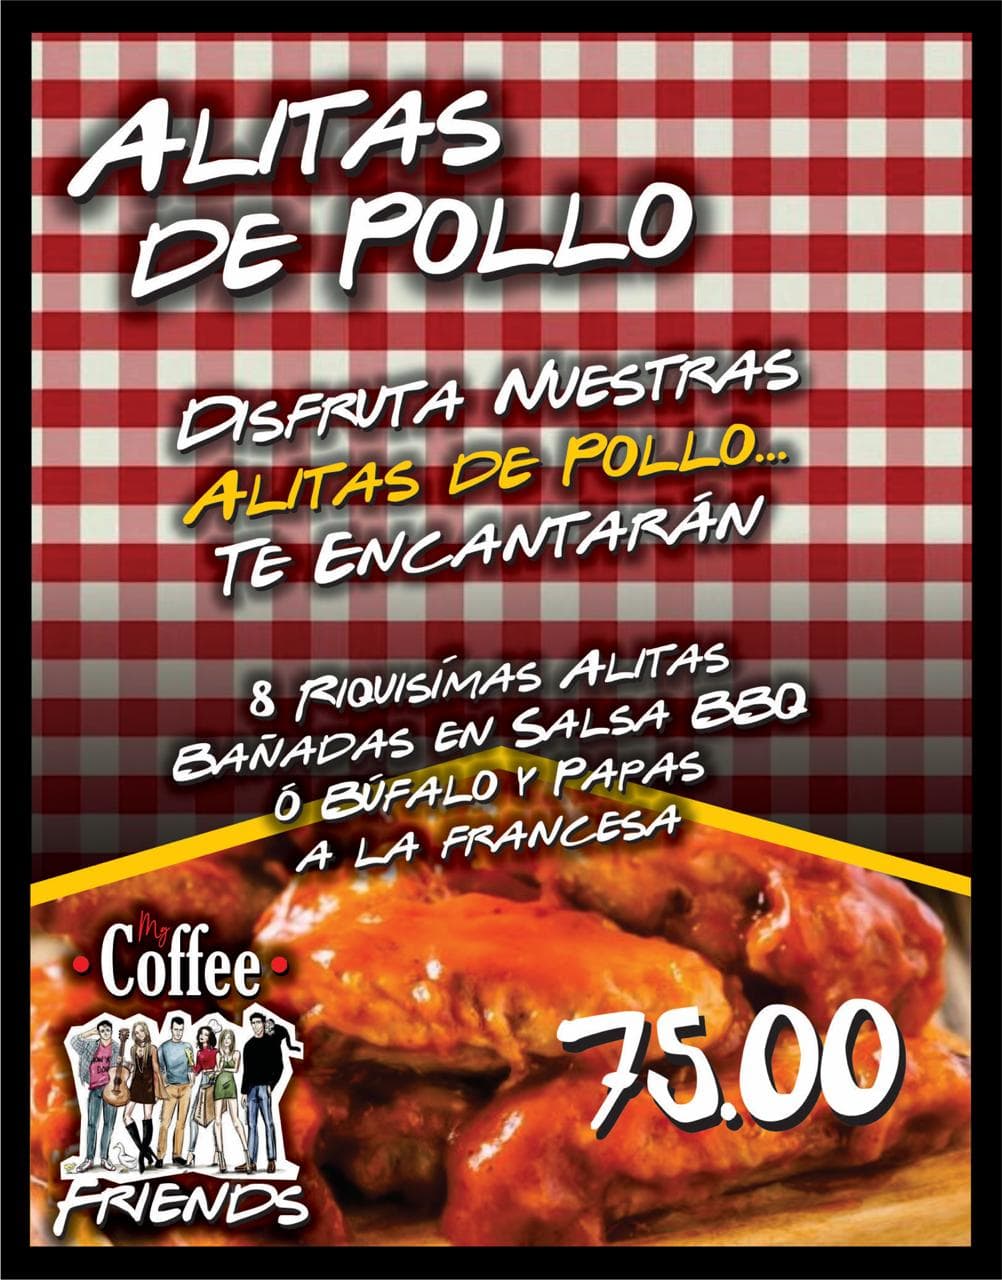 ALITAS
DE POLLO
DISFRUTA NUESTRAS
ALITAS DE POLLO...
TE ENCANTARÁN
8 RIQUISÍMAS ALITAS
BAÑADAS EN SALSA BBQ
Ó BÚFALO Y PAPAS
A LA FRANCESA
My
Coffee
FRIENDS
75.00